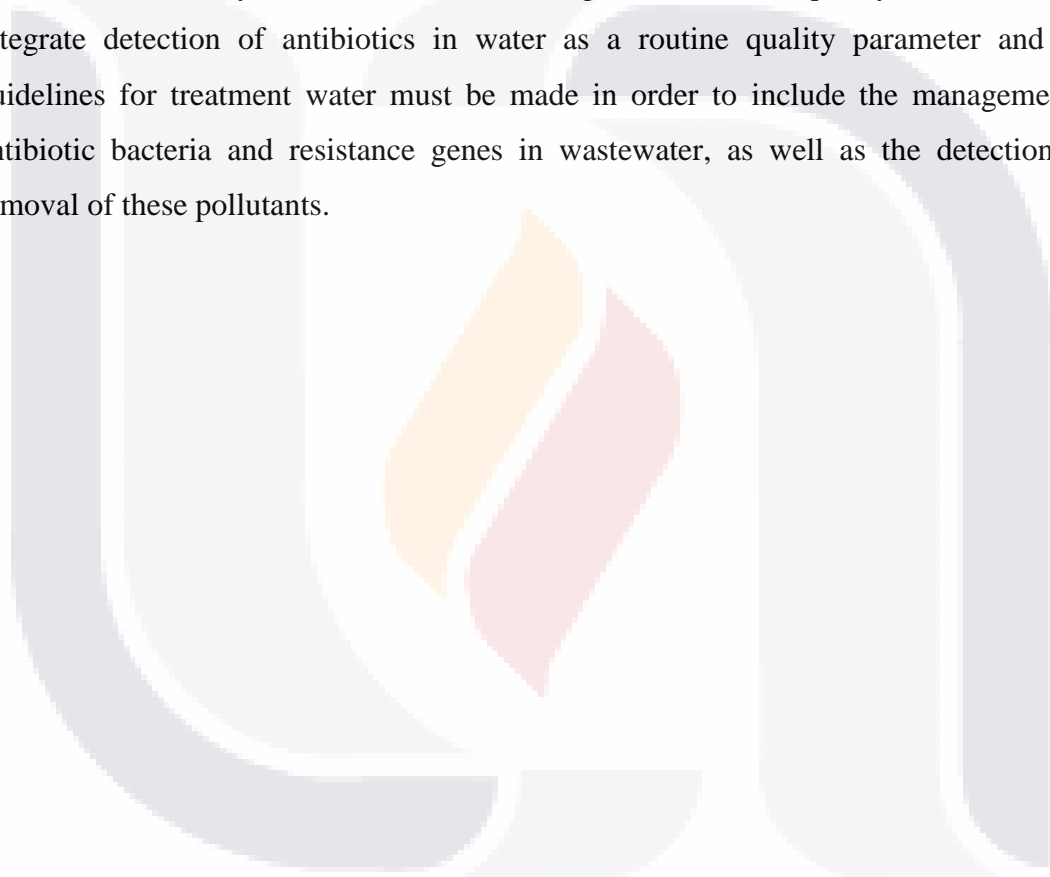 tegrate detection of antibiotics in water as a routine quality parameter and
uidelines for treatment water must be made in order to include the manageme
ntibiotic bacteria and resistance genes in wastewater, as well as the detection
moval of these pollutants.